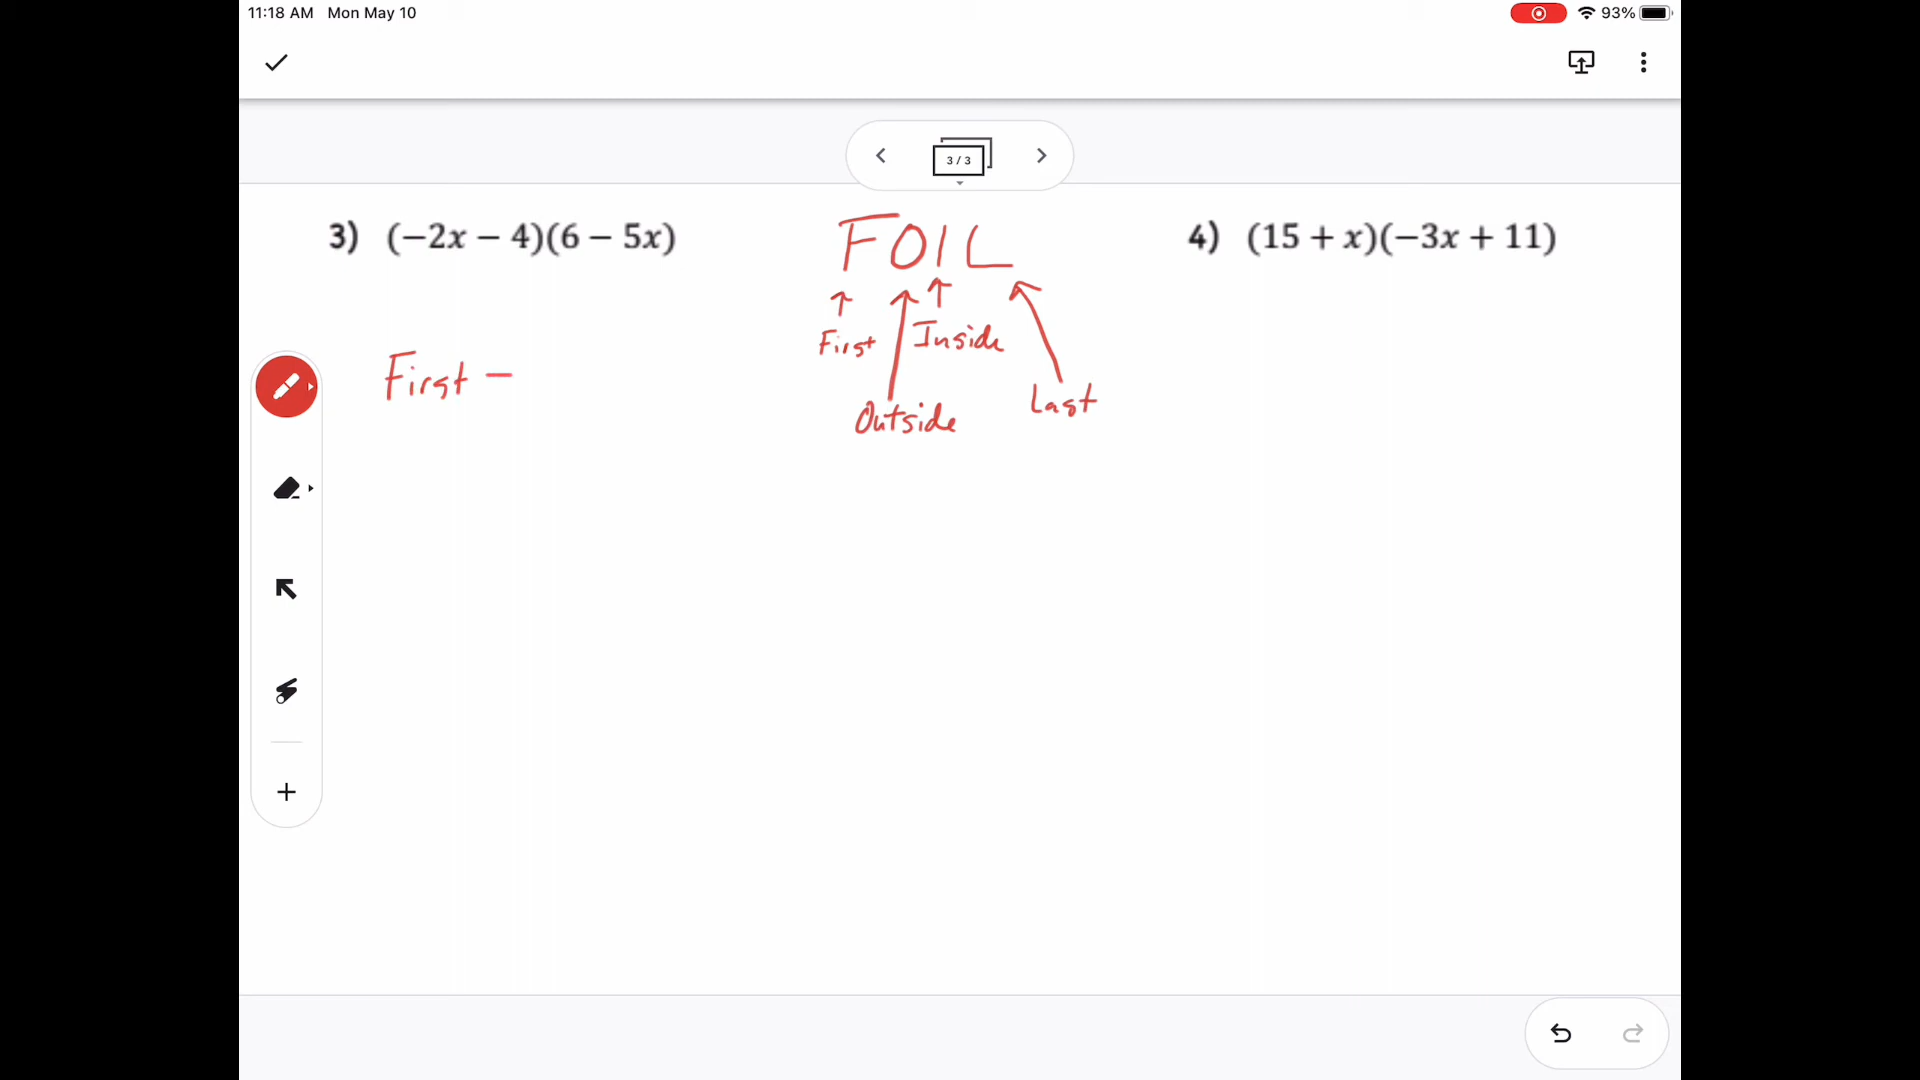 11:18 AM Mon May 10
93%
3 / 3
3) (−2x − 4)(6 − 5x)
FOIL
4) (15 + x)(−3x + 11)
First
Inside
First −
Last
Outside